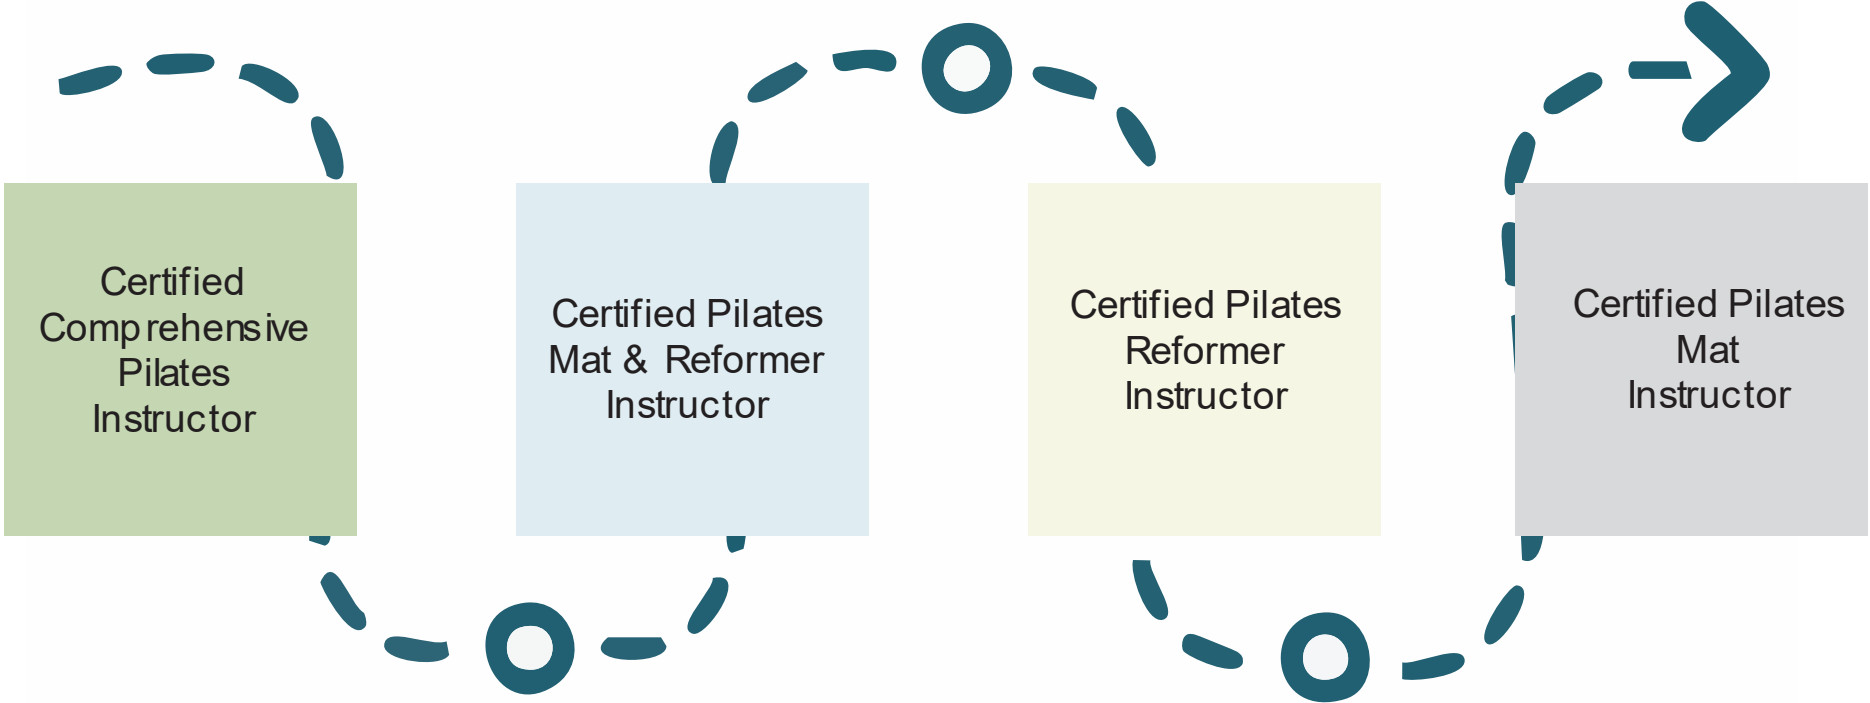 Certified
Comprehensive
Pilates
Instructor
Certified Pilates
Mat & Reformer
Instructor
Certified Pilates
Reformer
Instructor
Certified Pilates
Mat
Instructor